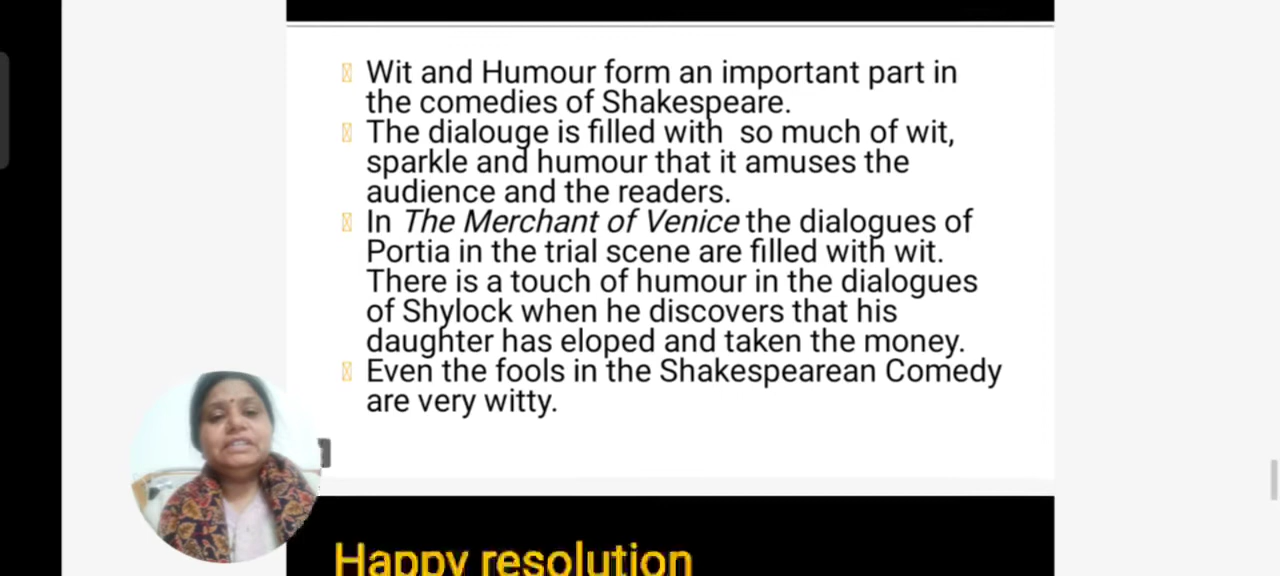 Wit and Humour form an important part in
the comedies of Shakespeare.
The dialouge is filled with so much of wit,
sparkle and humour that it amuses the
audience and the readers.
In The Merchant of Venice the dialogues of
Portia in the trial scene are filled with wit.
There is a touch of humour in the dialogues
of Shylock when he discovers that his
daughter has eloped and taken the money.
Even the fools in the Shakespearean Comedy
are very witty.
Happy resolution